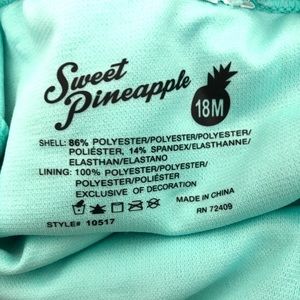 Sweet
Pineapple
18M
SHELL: 86% POLYESTER/POLYESTER/POLYESTER/
POLIÉSTER, 14% SPANDEX/ELASTHANNE/
ELASTHAN/ELASTANO
LINING: 100% POLYESTER/POLYESTER/
POLYESTER/POLIÉSTER
EXCLUSIVE OF DECORATION
MADE IN CHINA
RN 72409
STYLE# 10517